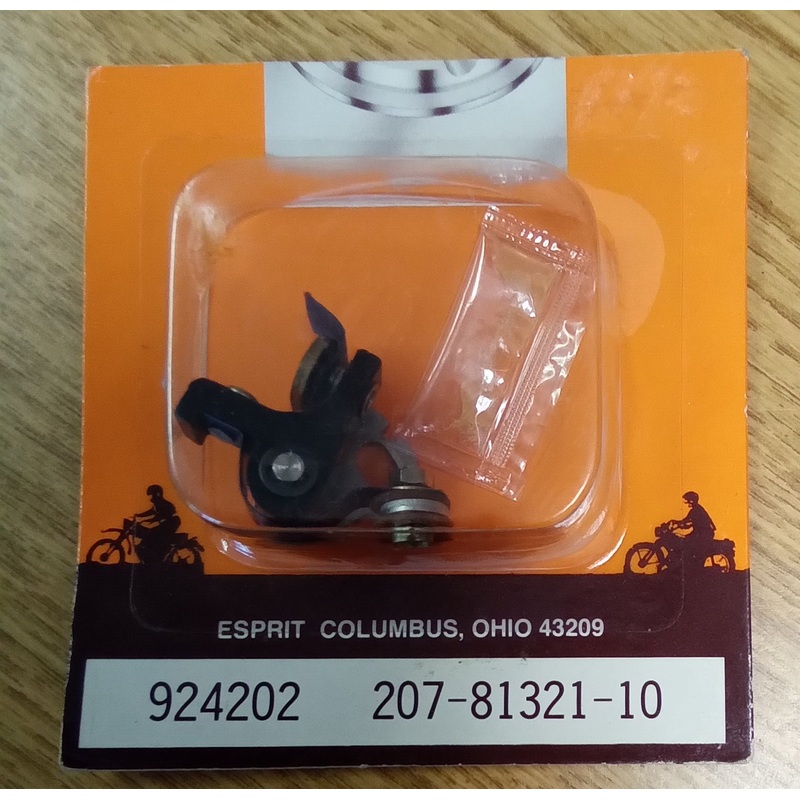 ESPRIT COLUMBUS, OHIO 43209
924202 207-81321-10